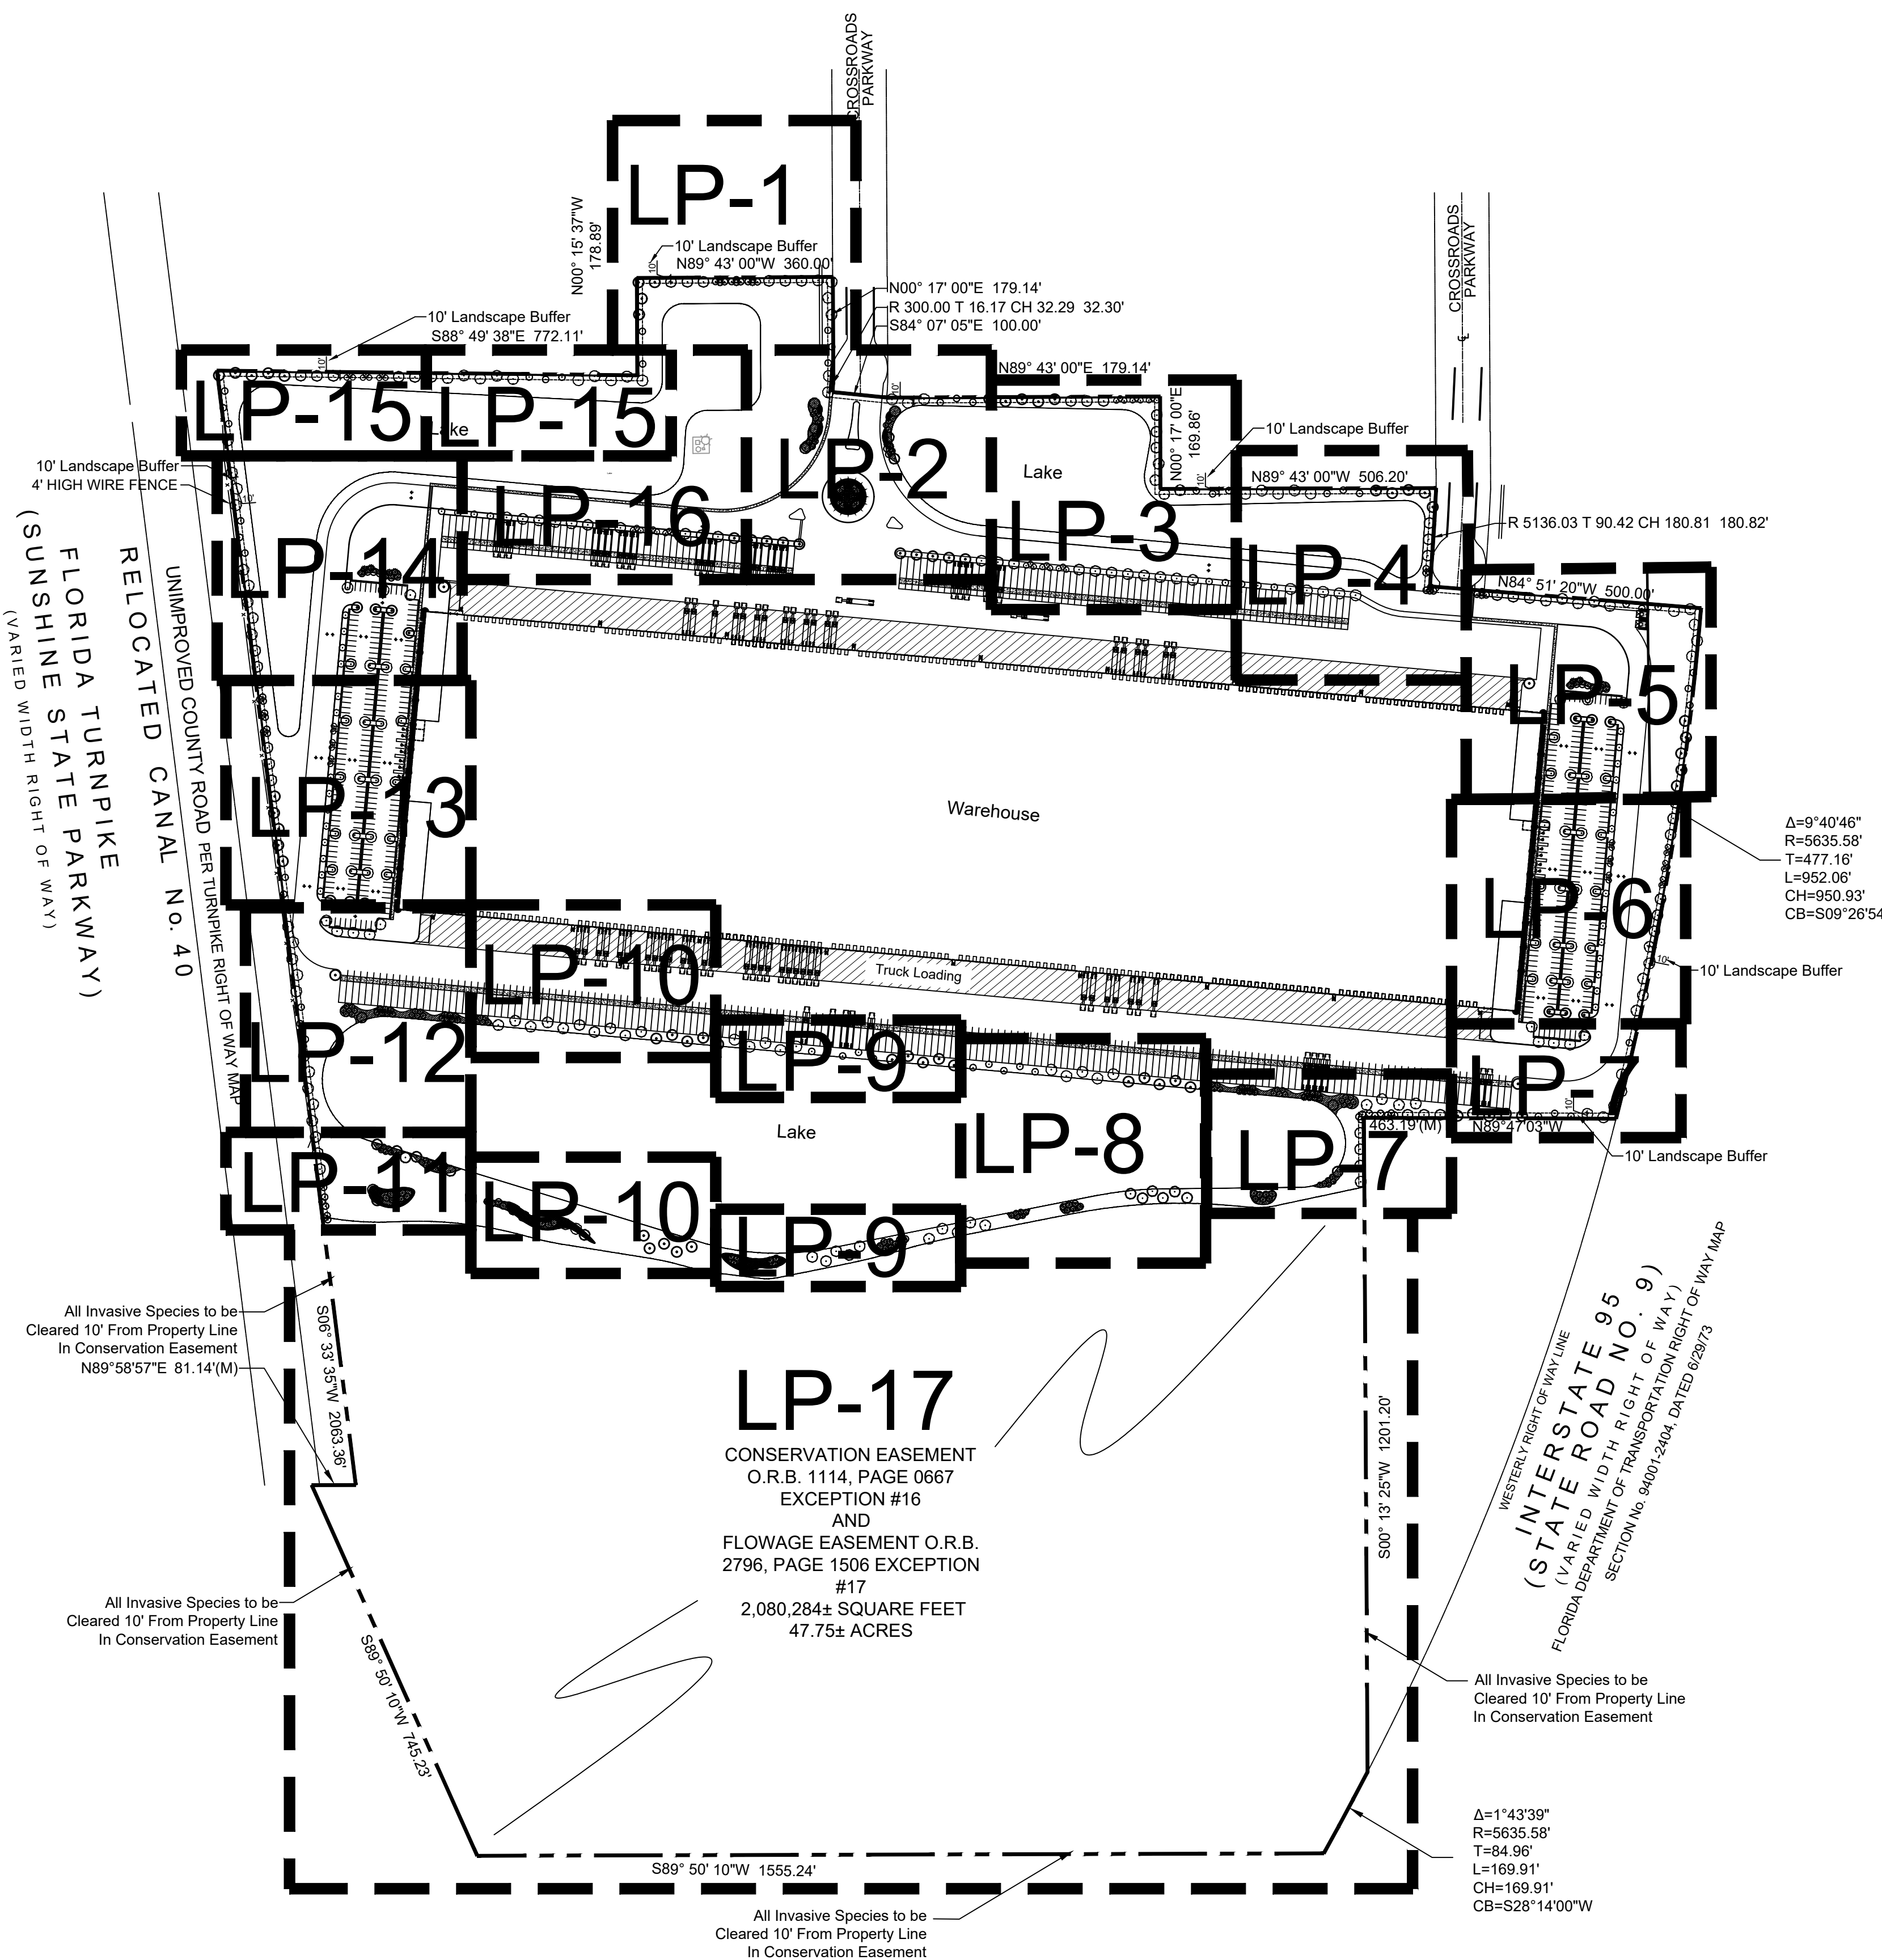 CROSSROADS
PARKWAY
LP-1
N00° 15' 37"W
178.89'
10' Landscape Buffer
N89° 43' 00"W 360.00'
10'
CROSSROADS
PARKWAY
N00° 17' 00"E 179.14'
R 300.00 T 16.17 CH 32.29 32.30'
S84° 07' 05"E 100.00'
10' Landscape Buffer
S88° 49' 38"E 772.11'
10'
N89° 43' 00"E 179.14'
10'
N00° 17' 00"E
169.86'
LP-15
LP-15
Lake
10' Landscape Buffer
LP-2
Lake
10' Landscape Buffer
4' HIGH WIRE FENCE
10'
N89° 43' 00"W 506.20'
10'
LP-16
LP-3
R 5136.03 T 90.42 CH 180.81 180.82'
LP-14
LP-4
N84° 51' 20"W 500.00'
LP-5
FLORIDA TURNPIKE
(SUNSHINE STATE PARKWAY)
(VARIED WIDTH RIGHT OF WAY)
RELOCATED CANAL No. 40
UNIMPROVED COUNTY ROAD PER TURNPIKE RIGHT OF WAY MAP
LP-13
Warehouse
Δ=9°40'46"
R=5635.58'
T=477.16'
L=952.06'
CH=950.93'
CB=S09°26'54
LP-6
LP-10
Truck Loading
10'
10' Landscape Buffer
LP-12
LP-9
LP-7
10'
Lake
LP-8
463.19'(M)
N89°47'03"W
10' Landscape Buffer
LP-11
LP-10
LP-7
LP-9
All Invasive Species to be
Cleared 10' From Property Line
In Conservation Easement
N89°58'57"E 81.14'(M)
S06° 33' 35"W 2063.36'
LP-17
CONSERVATION EASEMENT
O.R.B. 1114, PAGE 0667
EXCEPTION #16
AND
FLOWAGE EASEMENT O.R.B.
2796, PAGE 1506 EXCEPTION
#17
2,080,284± SQUARE FEET
47.75± ACRES
S00° 13' 25"W 1201.20'
WESTERLY RIGHT OF WAY LINE
INTERSTATE 95
(STATE ROAD NO. 9)
(VARIED WIDTH RIGHT OF WAY)
FLORIDA DEPARTMENT OF TRANSPORTATION RIGHT OF WAY MAP
SECTION No. 94001-2404, DATED 6/29/73
All Invasive Species to be
Cleared 10' From Property Line
In Conservation Easement
S89° 50' 10"W 745.23'
All Invasive Species to be
Cleared 10' From Property Line
In Conservation Easement
Δ=1°43'39"
R=5635.58'
T=84.96'
L=169.91'
CH=169.91'
CB=S28°14'00"W
S89° 50' 10"W 1555.24'
All Invasive Species to be
Cleared 10' From Property Line
In Conservation Easement